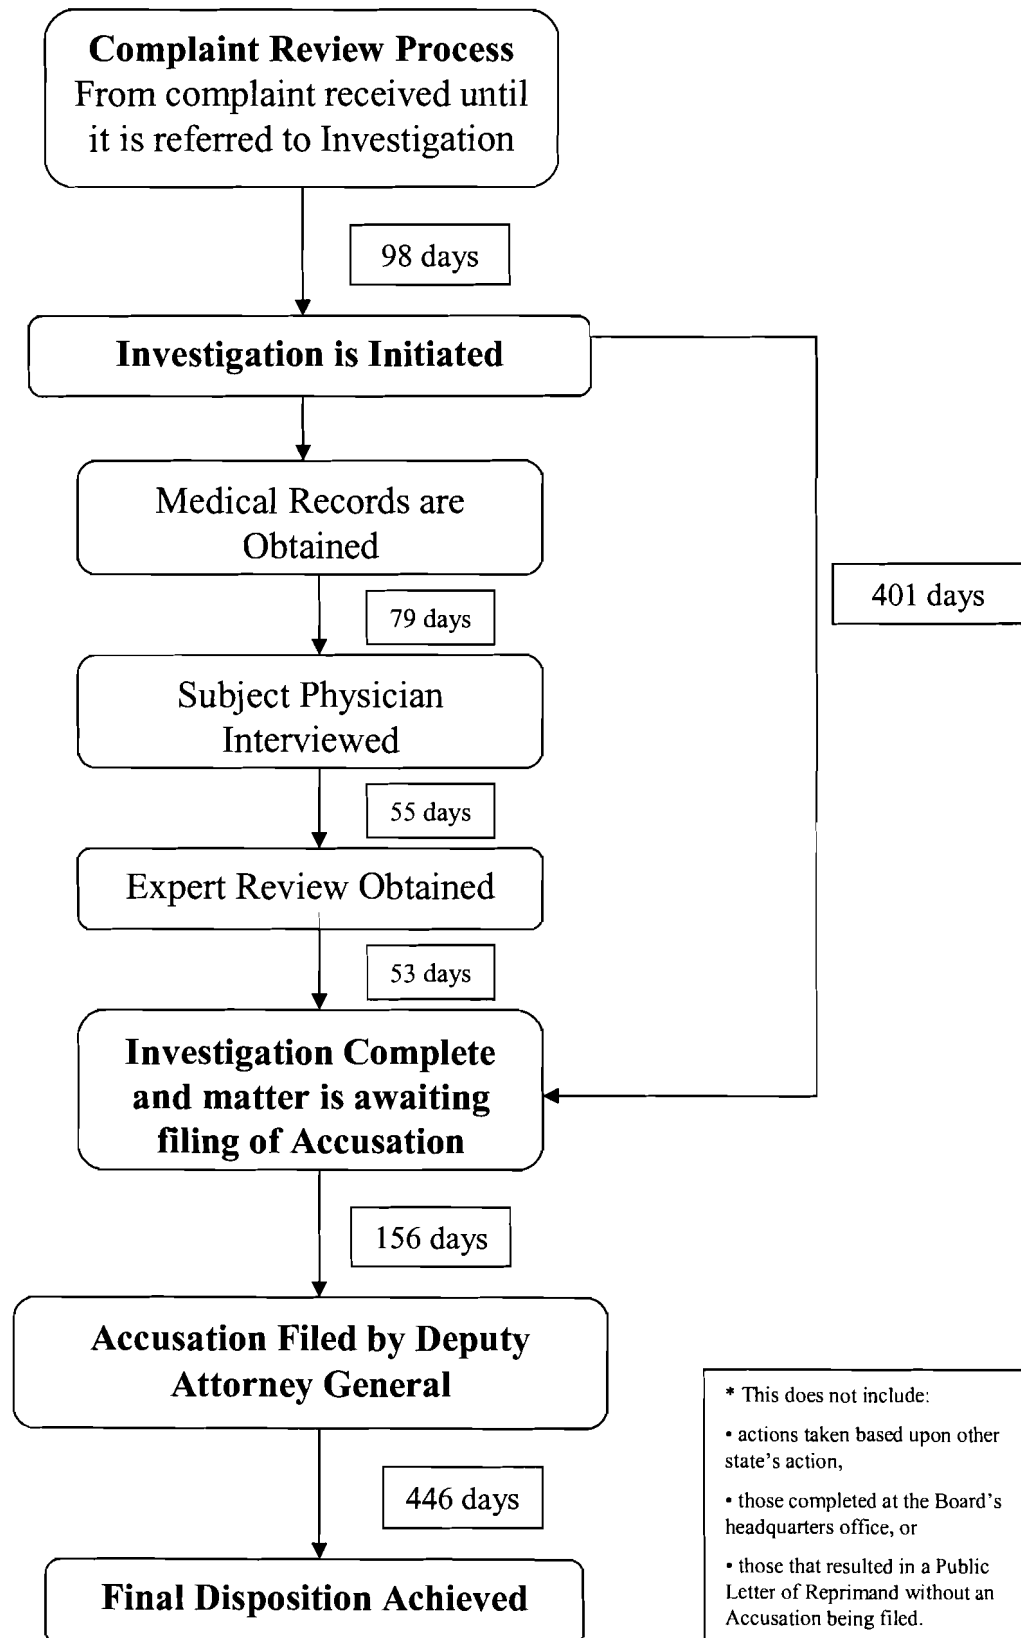 Complaint Review Process
From complaint received until
it is referred to Investigation
98 days
Investigation is Initiated
Medical Records are
Obtained
401 days
79 days
Subject Physician
Interviewed
55 days
Expert Review Obtained
53 days
Investigation Complete
and matter is awaiting
filing of Accusation
156 days
Accusation Filed by Deputy
Attorney General
446 days
Final Disposition Achieved
* This does not include:
• actions taken based upon other
state’s action,
• those completed at the Board’s
headquarters office, or
• those that resulted in a Public
Letter of Reprimand without an
Accusation being filed.